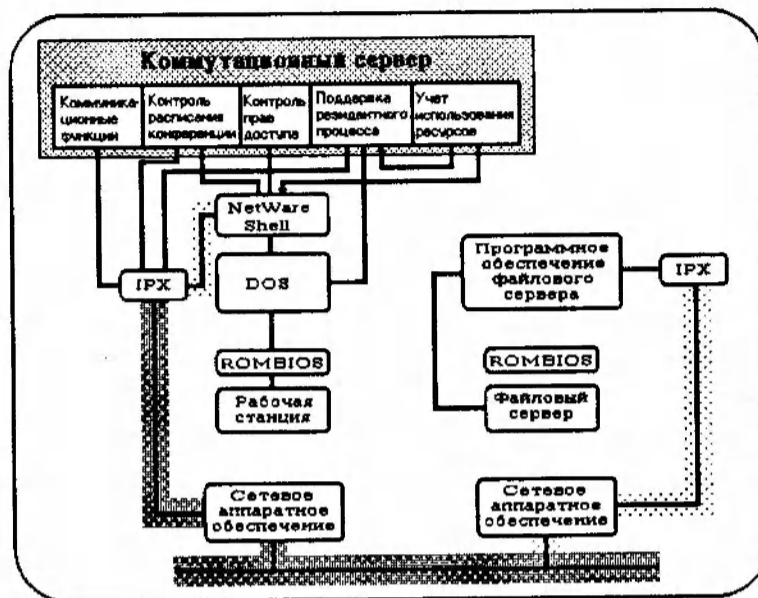 Коммутационный сервер
Коммуника-
ционные
функции
Контроль
расписания
конференции
Контроль
прав
доступа
Поддержка
резидантного
процесса
Учет
использования
ресурсов
NetWare
Shell
IPX
DOS
ROMBIOS
Рабочая
станция
Сетевое
аппаратное
обеспечение
Программное
обеспечение
файлового
сервера
IPX
ROMBIOS
Файловый
сервер
Сетевое
аппаратное
обеспечение